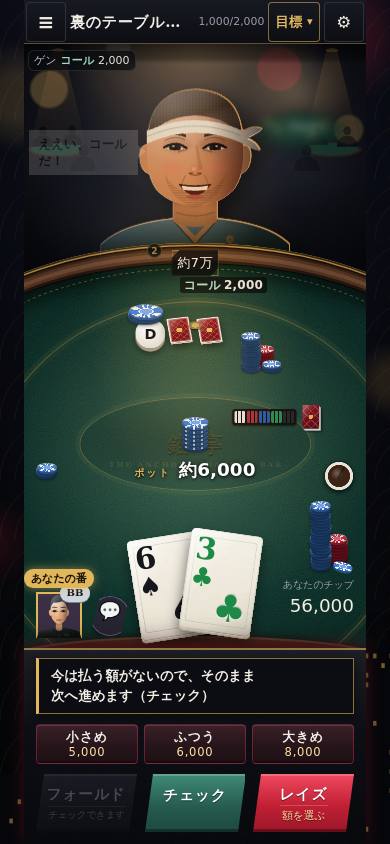 裏のテーブル… 1,000/2,000 目標 ▾
ゲン コール 2,000
ええい、コール
だ！
2
約7万
コール 2,000
D
ポット 約6,000
あなたの番
BB
6
3
あなたのチップ
56,000
今は払う額がないので、そのまま
次へ進めます（チェック）
小さめ ふつう 大きめ
5,000 6,000 8,000
フォールド チェック レイズ
チェックできます 額を選ぶ